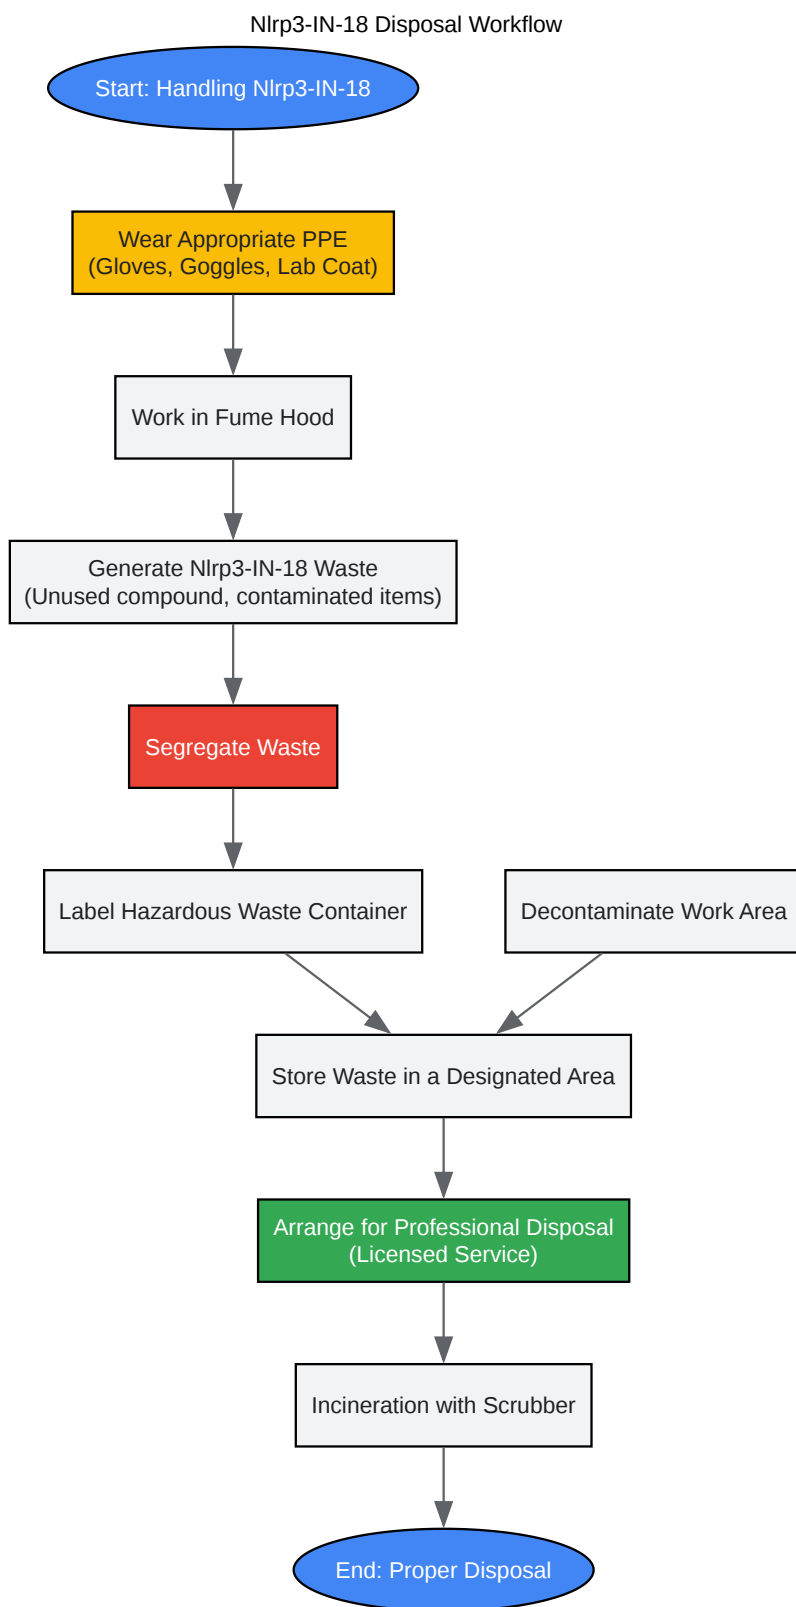 Nlrp3-IN-18 Disposal Workflow
Start: Handling Nlrp3-IN-18
Wear Appropriate PPE
(Gloves, Goggles, Lab Coat)
Work in Fume Hood
Generate Nlrp3-IN-18 Waste
(Unused compound, contaminated items)
Segregate Waste
Label Hazardous Waste Container
Decontaminate Work Area
Store Waste in a Designated Area
Arrange for Professional Disposal
(Licensed Service)
Incineration with Scrubber
End: Proper Disposal